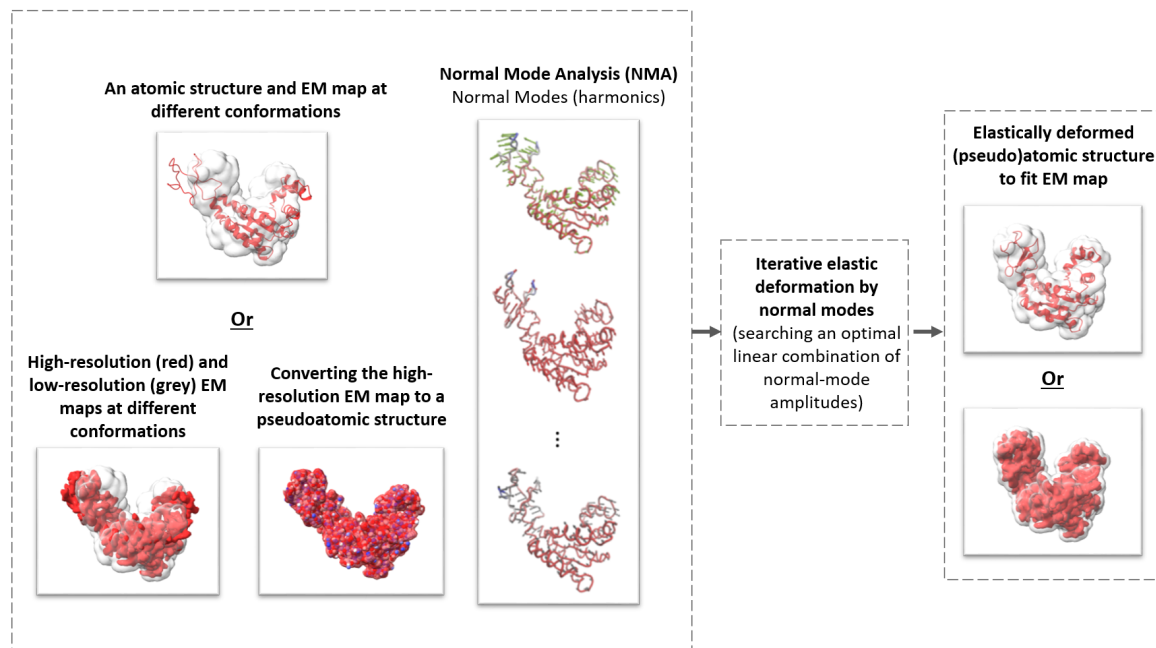 An atomic structure and EM map at
different conformations
Or
High-resolution (red) and
low-resolution (grey) EM
maps at different
conformations
Converting the high-
resolution EM map to a
pseudoatomic structure
Normal Mode Analysis (NMA)
Normal Modes (harmonics)
⋮
Iterative elastic
deformation by
normal modes
(searching an optimal
linear combination of
normal-mode
amplitudes)
Elastically deformed
(pseudo)atomic structure
to fit EM map
Or